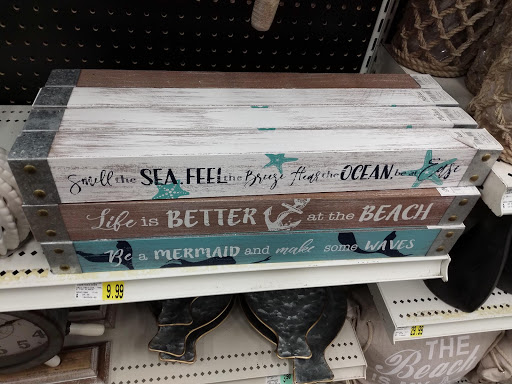 Smell the SEA, FEEL the Breeze Hear the OCEAN, be at Ease
Life is BETTER at the BEACH
Be a MERMAID and make some WAVES
9.99
THE
Beach